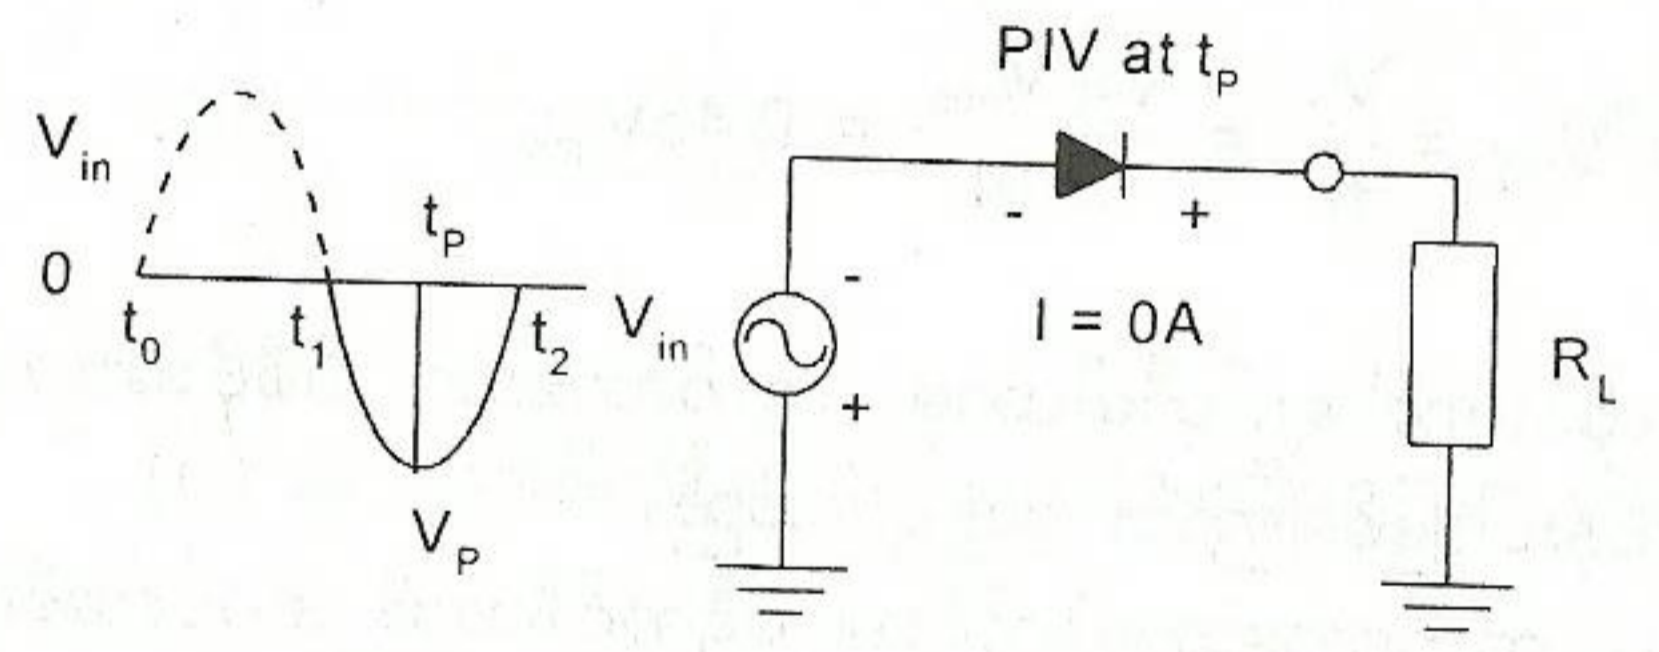 PIV at tP
Vin
tP
0
t0
t1
t2
Vin
-
+
-
+
I = 0A
RL
VP